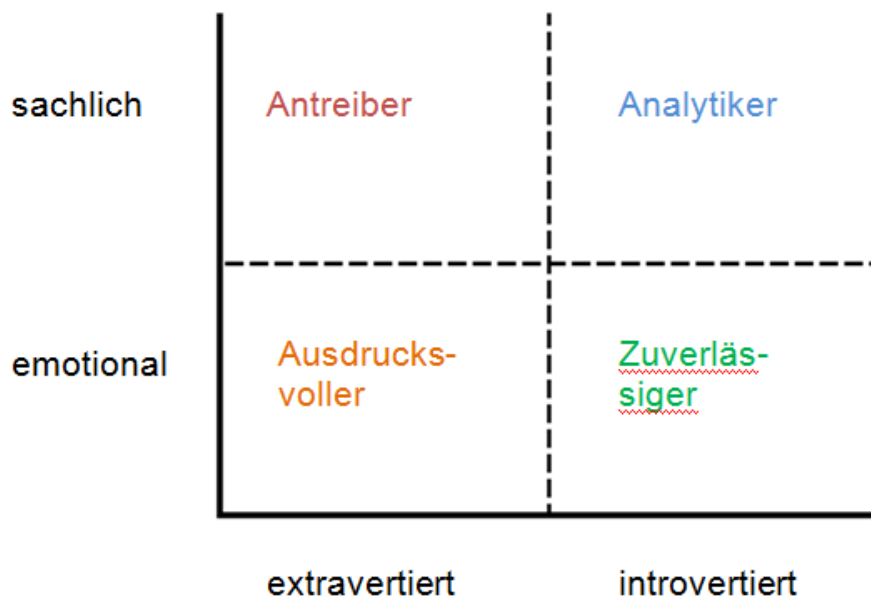 sachlich Antreiber Analytiker
emotional
Ausdrucks-
voller
Zuverläs-
siger
extravertiert introvertiert